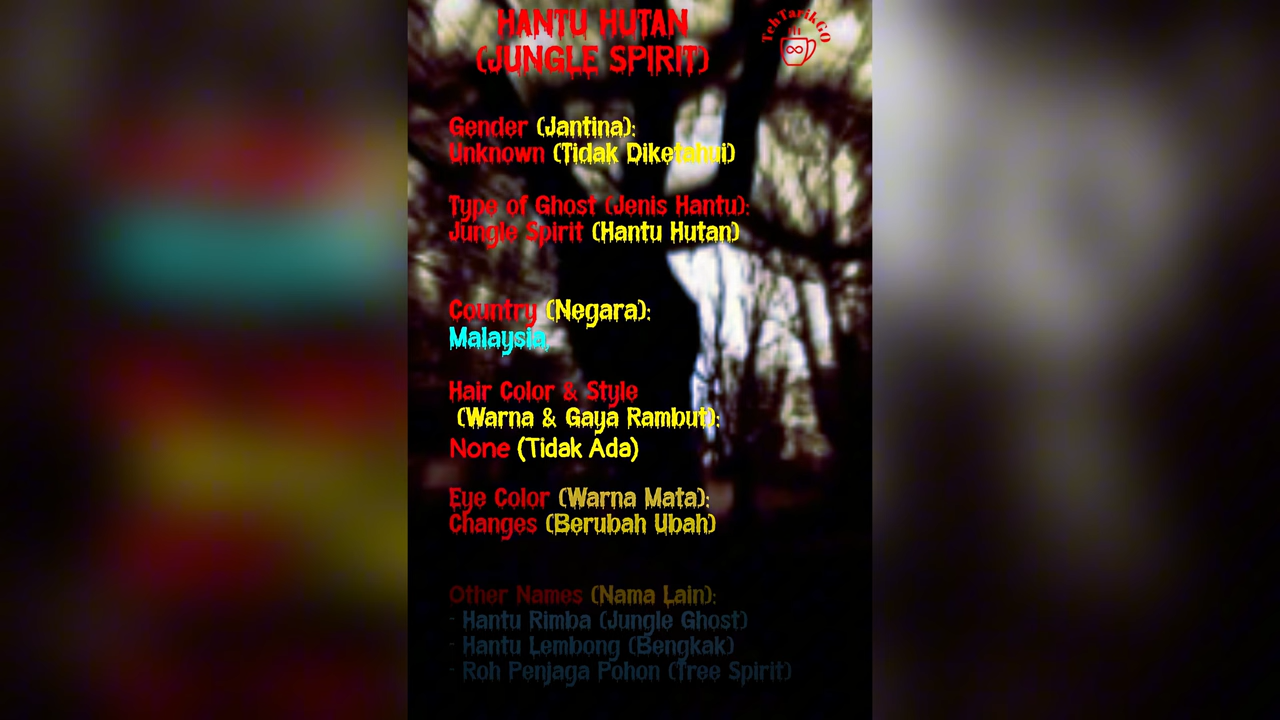 HANTU HUTAN
(JUNGLE SPIRIT)
TehTarikGO
Gender (Jantina):
Unknown (Tidak Diketahui)
Type of Ghost (Jenis Hantu):
Jungle Spirit (Hantu Hutan)
Country (Negara):
Malaysia
Hair Color & Style
(Warna & Gaya Rambut):
None (Tidak Ada)
Eye Color (Warna Mata):
Changes (Berubah Ubah)
Other Names (Nama Lain):
- Hantu Rimba (Jungle Ghost)
- Hantu Lembong (Bengkak)
- Roh Penjaga Pohon (Tree Spirit)